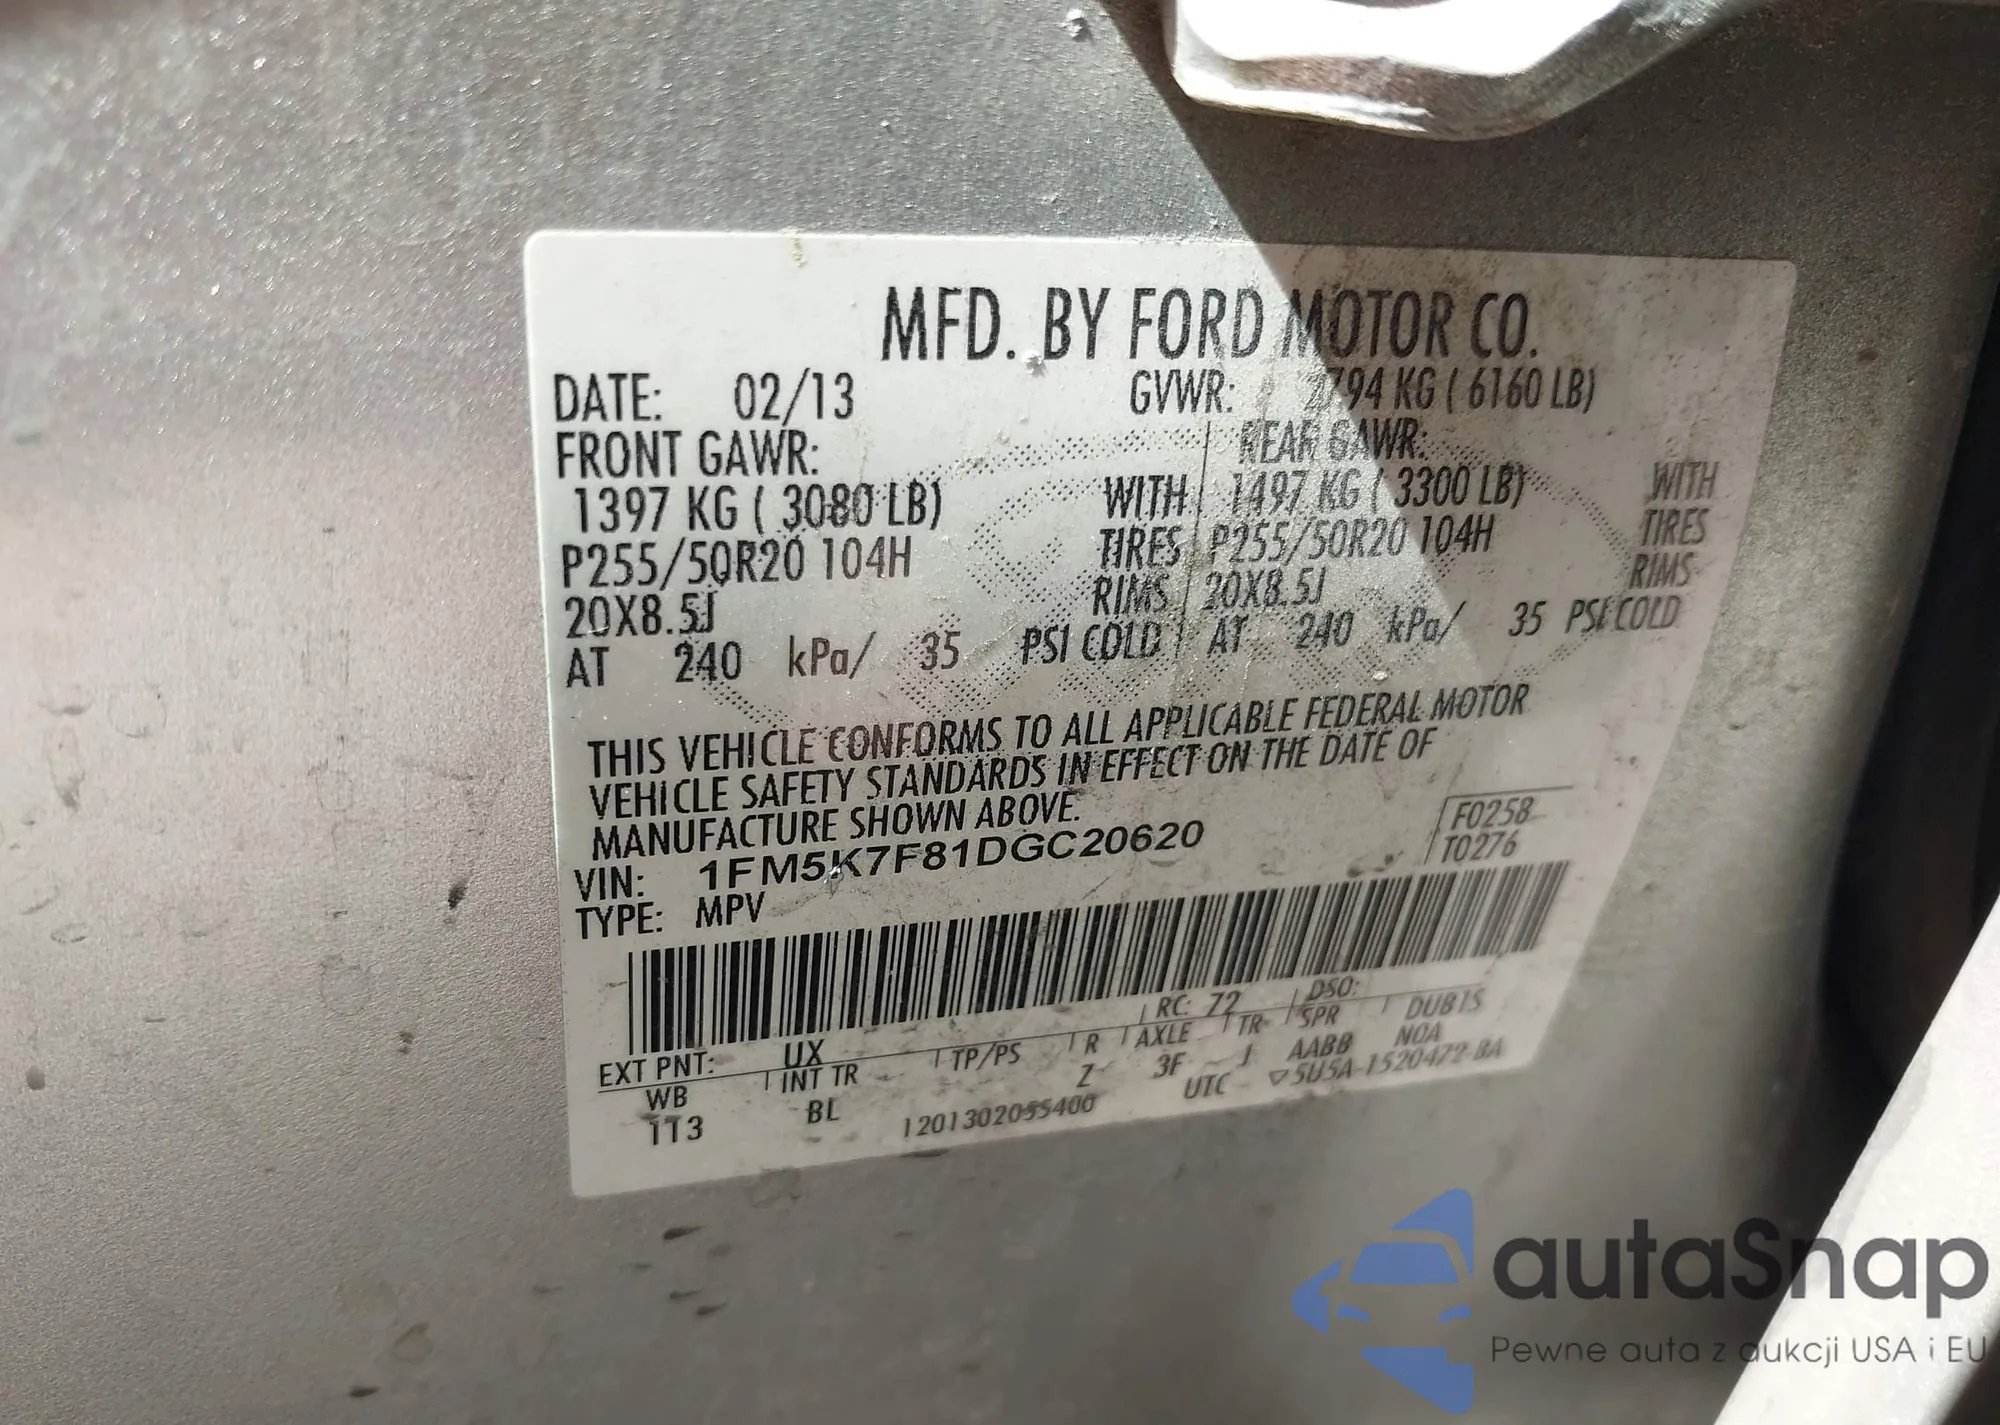 MFD. BY FORD MOTOR CO.
DATE: 02/13 GVWR: 2794 KG ( 6160 LB)
FRONT GAWR: REAR GAWR:
1397 KG ( 3080 LB) WITH 1497 KG ( 3300 LB) WITH
P255/50R20 104H TIRES P255/50R20 104H TIRES
20X8.5J RIMS 20X8.5J RIMS
AT 240 kPa/ 35 PSI COLD AT 240 kPa/ 35 PSI COLD
THIS VEHICLE CONFORMS TO ALL APPLICABLE FEDERAL MOTOR
VEHICLE SAFETY STANDARDS IN EFFECT ON THE DATE OF
MANUFACTURE SHOWN ABOVE.
VIN: 1FM5K7F81DGC20620 F0258
TYPE: MPV T0276
EXT PNT: UX RC: 72 DSO:
WB INT TR TP/PS R AXLE TR SPR DUBIS
1T3 BL Z 3F J AABB NOA
1201302055400 UTC ▽5U5A-1520472-BA
autaSnap
Pewne auta z aukcji USA i EU